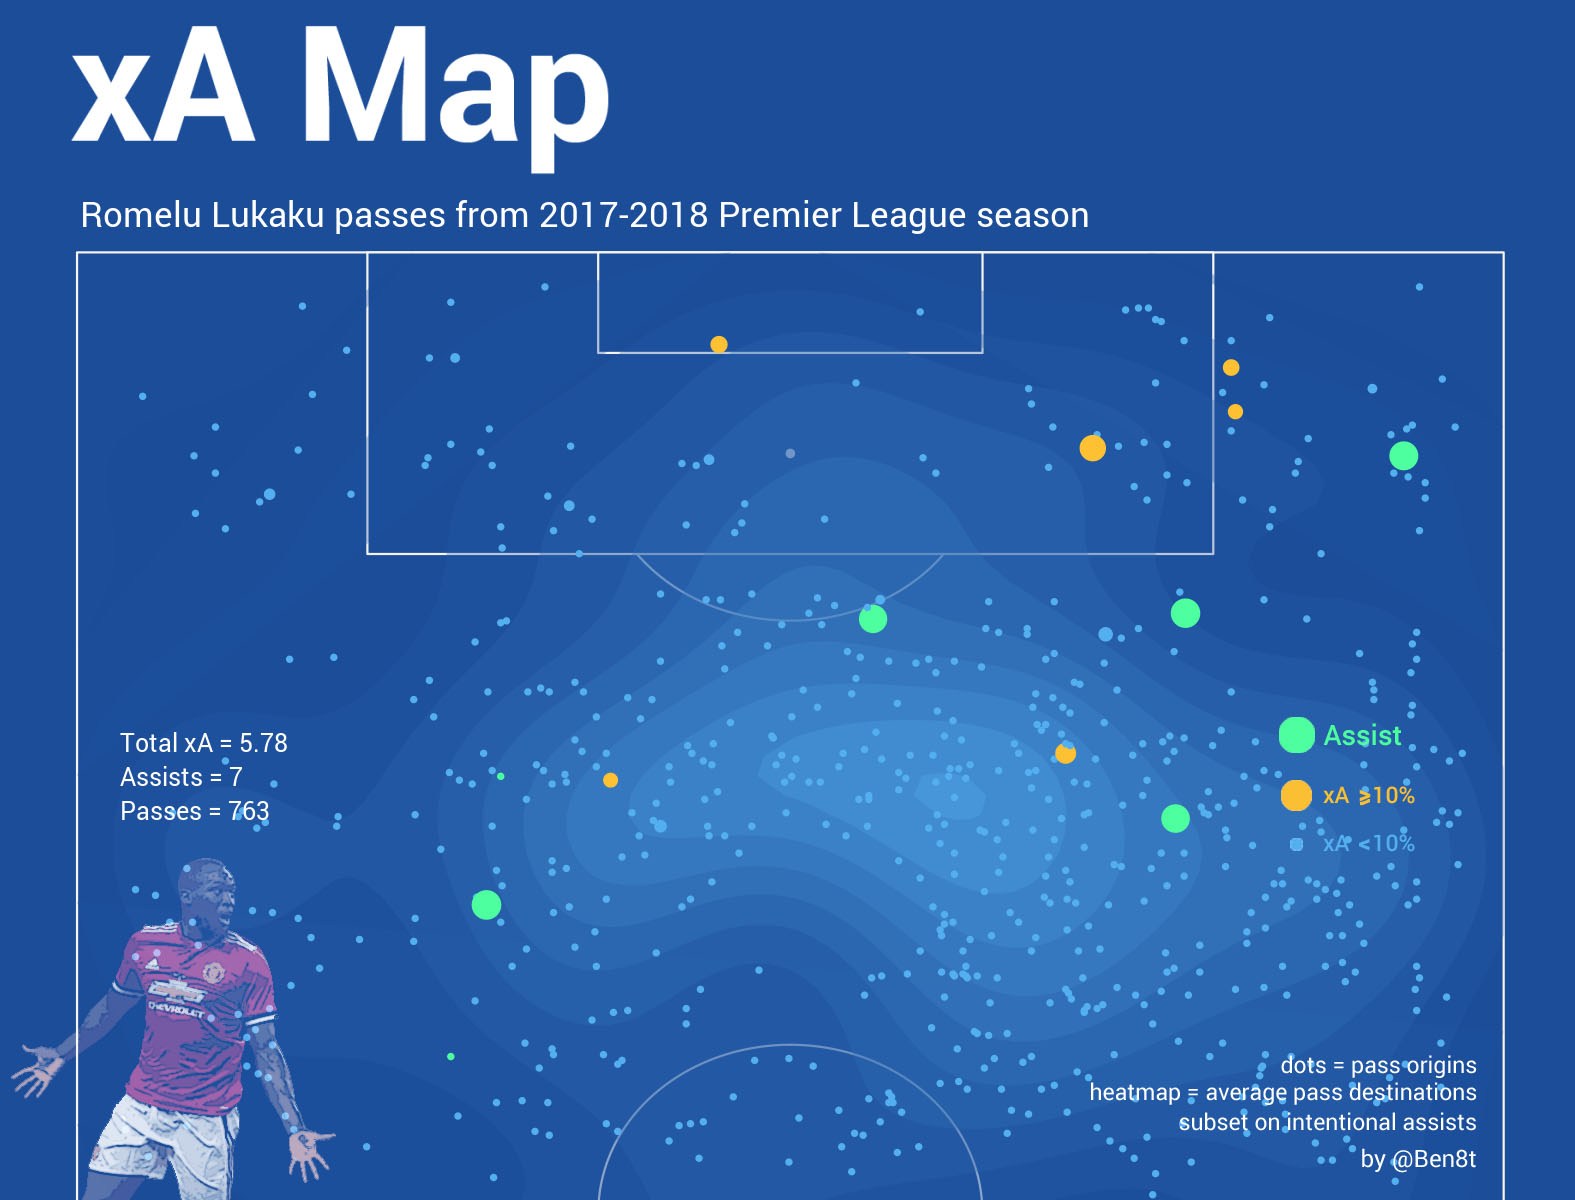 xA Map
Romelu Lukaku passes from 2017-2018 Premier League season
Total xA = 5.78
Assists = 7
Passes = 763
Assist
xA ⩾10%
xA <10%
CHEVROLET
dots = pass origins
heatmap = average pass destinations
subset on intentional assists
by @Ben8t